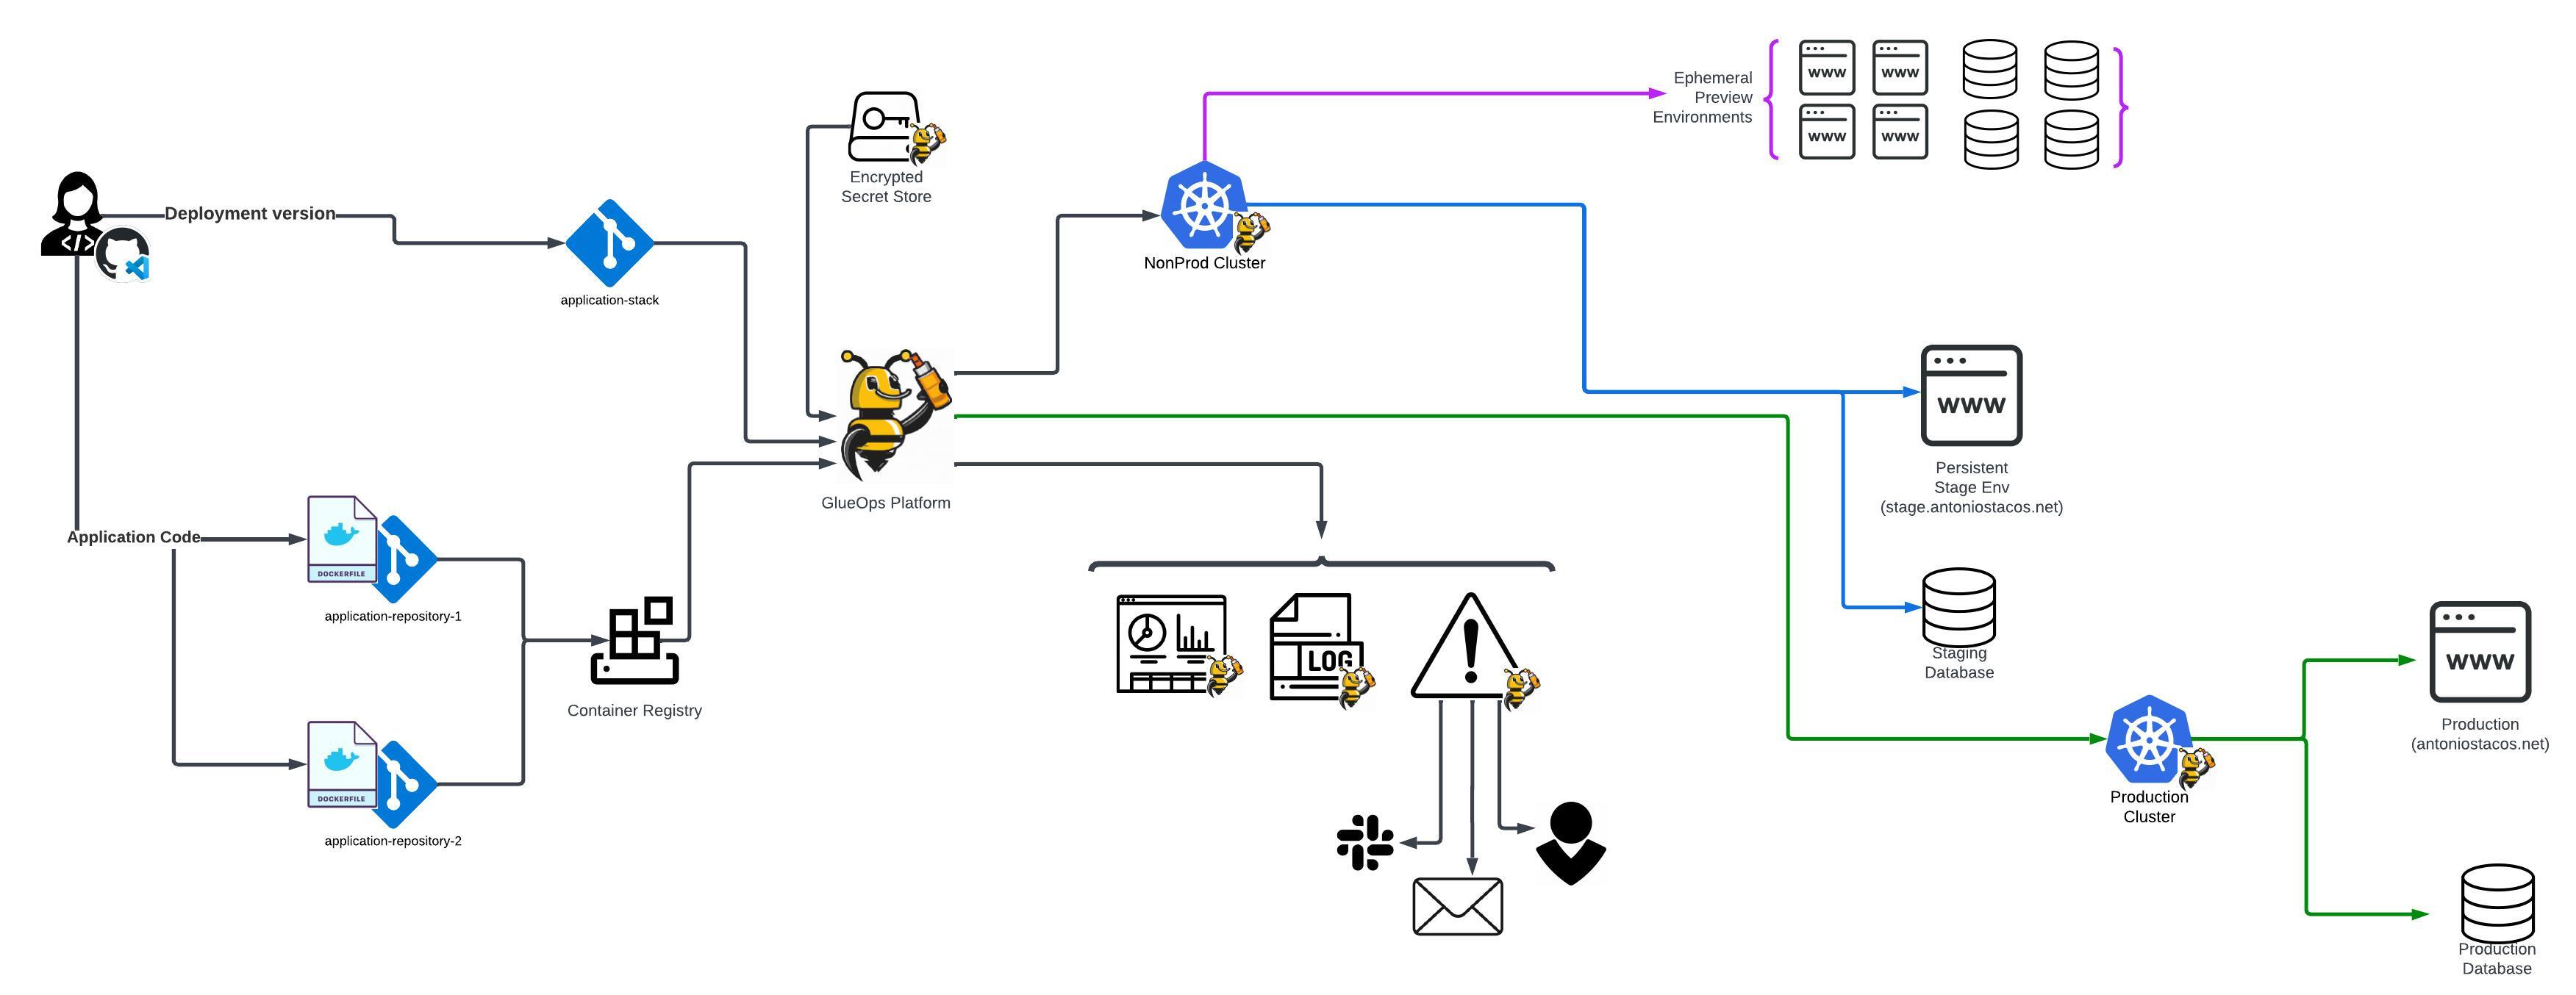 Ephemeral
Preview
Environments
www
www
www
www
Encrypted
Secret Store
Deployment version
</>
application-stack
NonProd Cluster
www
Persistent
Stage Env
(stage.antoniostacos.net)
GlueOps Platform
Application Code
DOCKERFILE
application-repository-1
Container Registry
LOG
Staging
Database
www
Production
(antoniostacos.net)
DOCKERFILE
application-repository-2
Production
Cluster
Production
Database